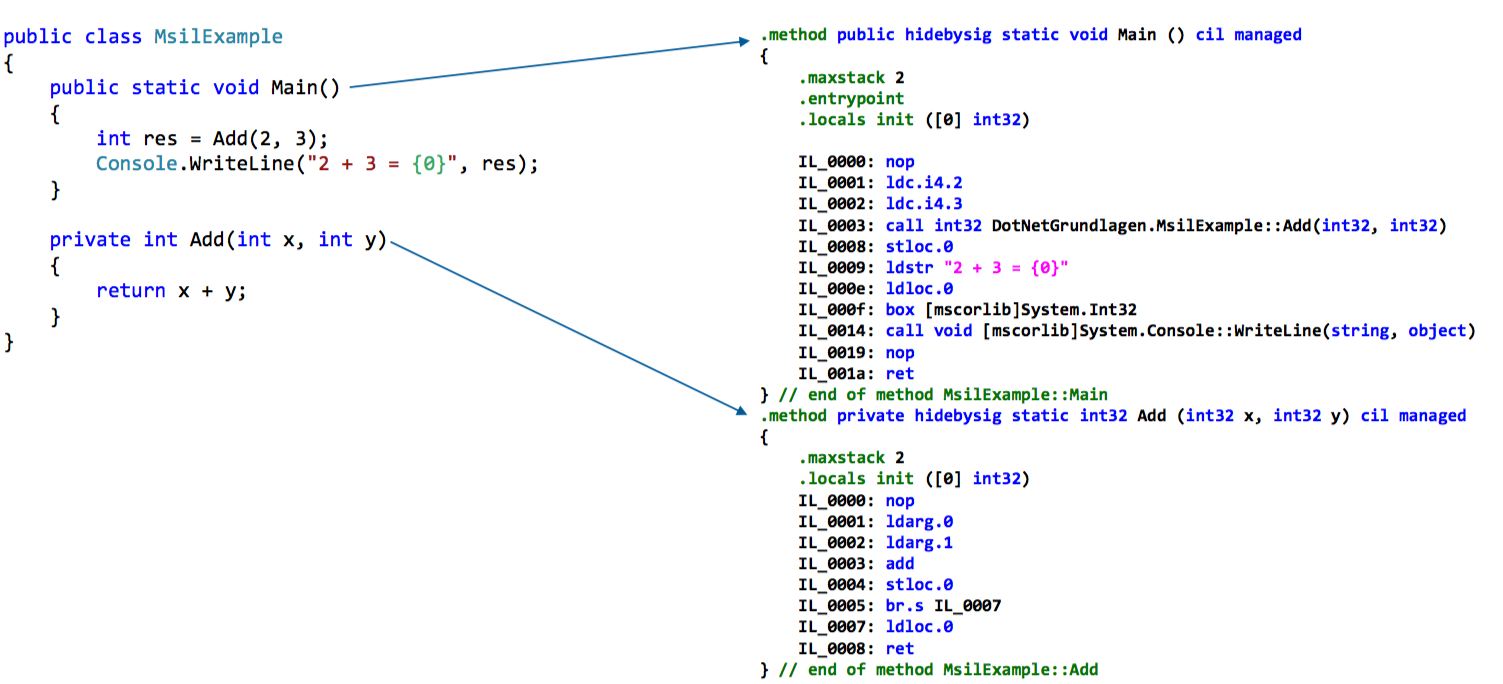 public class MsilExample
{
    public static void Main()
    {
        int res = Add(2, 3);
        Console.WriteLine("2 + 3 = {0}", res);
    }

    private int Add(int x, int y)
    {
        return x + y;
    }
}
.method public hidebysig static void Main () cil managed
{
    .maxstack 2
    .entrypoint
    .locals init ([0] int32)

    IL_0000: nop
    IL_0001: ldc.i4.2
    IL_0002: ldc.i4.3
    IL_0003: call int32 DotNetGrundlagen.MsilExample::Add(int32, int32)
    IL_0008: stloc.0
    IL_0009: ldstr "2 + 3 = {0}"
    IL_000e: ldloc.0
    IL_000f: box [mscorlib]System.Int32
    IL_0014: call void [mscorlib]System.Console::WriteLine(string, object)
    IL_0019: nop
    IL_001a: ret
} // end of method MsilExample::Main
.method private hidebysig static int32 Add (int32 x, int32 y) cil managed
{
    .maxstack 2
    .locals init ([0] int32)
    IL_0000: nop
    IL_0001: ldarg.0
    IL_0002: ldarg.1
    IL_0003: add
    IL_0004: stloc.0
    IL_0005: br.s IL_0007
    IL_0007: ldloc.0
    IL_0008: ret
} // end of method MsilExample::Add